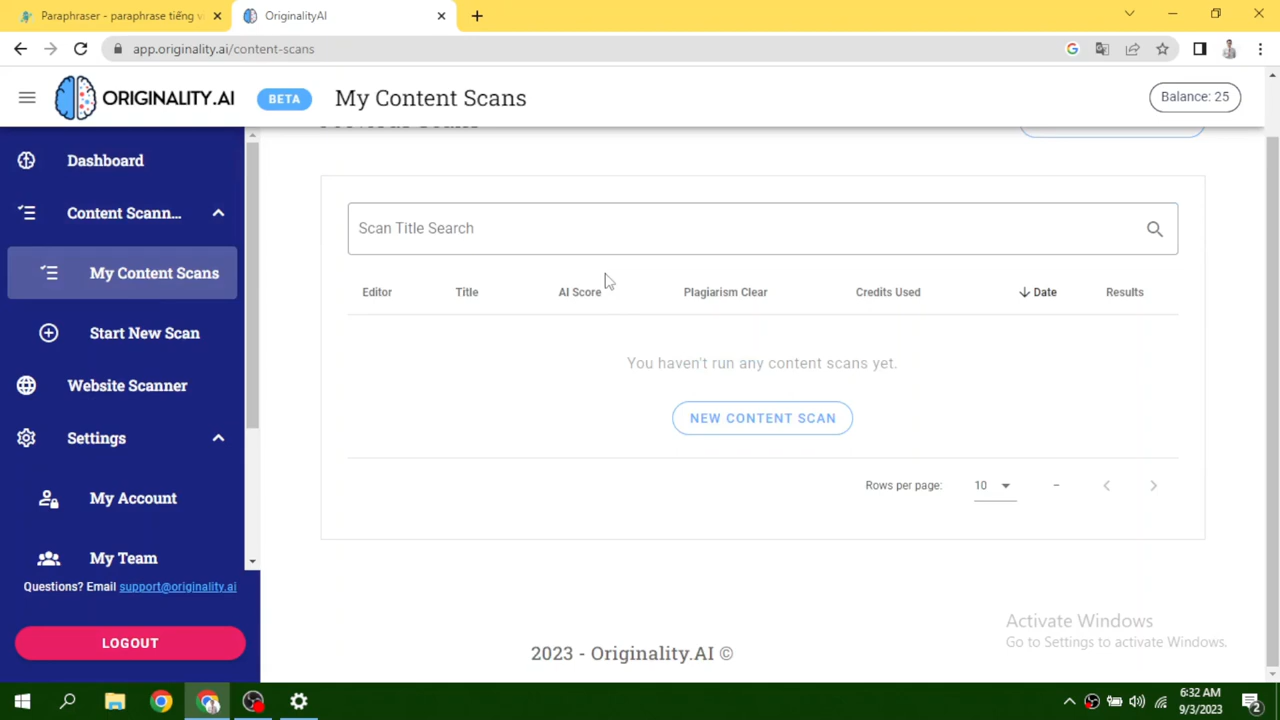 Paraphraser - paraphrase tiếng v
OriginalityAI
app.originality.ai/content-scans
ORIGINALITY.AI
BETA
My Content Scans
Balance: 25
Dashboard
Content Scann...
My Content Scans
Start New Scan
Website Scanner
Settings
My Account
My Team
Questions? Email support@originality.ai
LOGOUT
Scan Title Search
Editor Title AI Score Plagiarism Clear Credits Used Date Results
You haven't run any content scans yet.
NEW CONTENT SCAN
Rows per page: 10 –
Activate Windows
Go to Settings to activate Windows.
2023 - Originality.AI ©
6:32 AM
9/3/2023
2